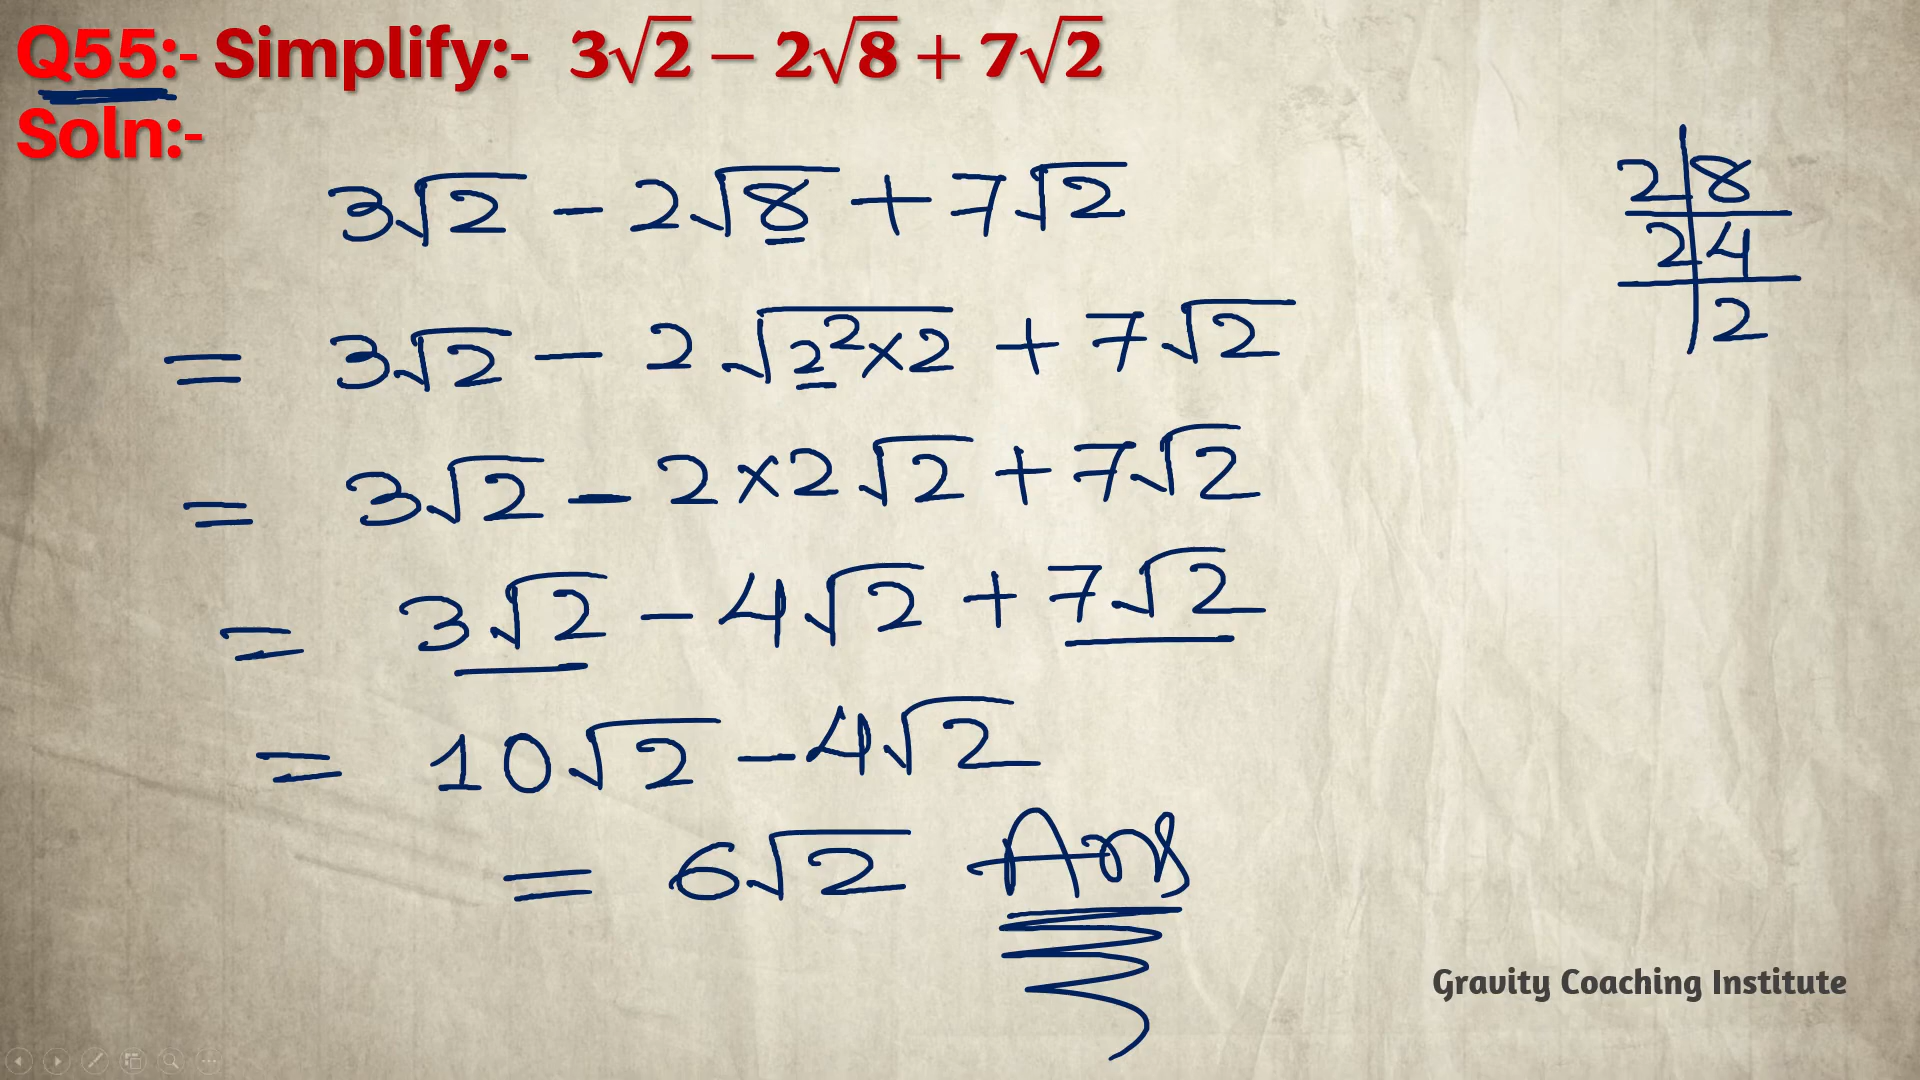 Q55:- Simplify:- 3√2 − 2√8 + 7√2
Soln:-
3√2 − 2√8 + 7√2
= 3√2 − 2√(2²×2) + 7√2
= 3√2 − 2×2√2 + 7√2
= 3√2 − 4√2 + 7√2
= 10√2 − 4√2
= 6√2 Ans
2|8
2|4
|2
Gravity Coaching Institute